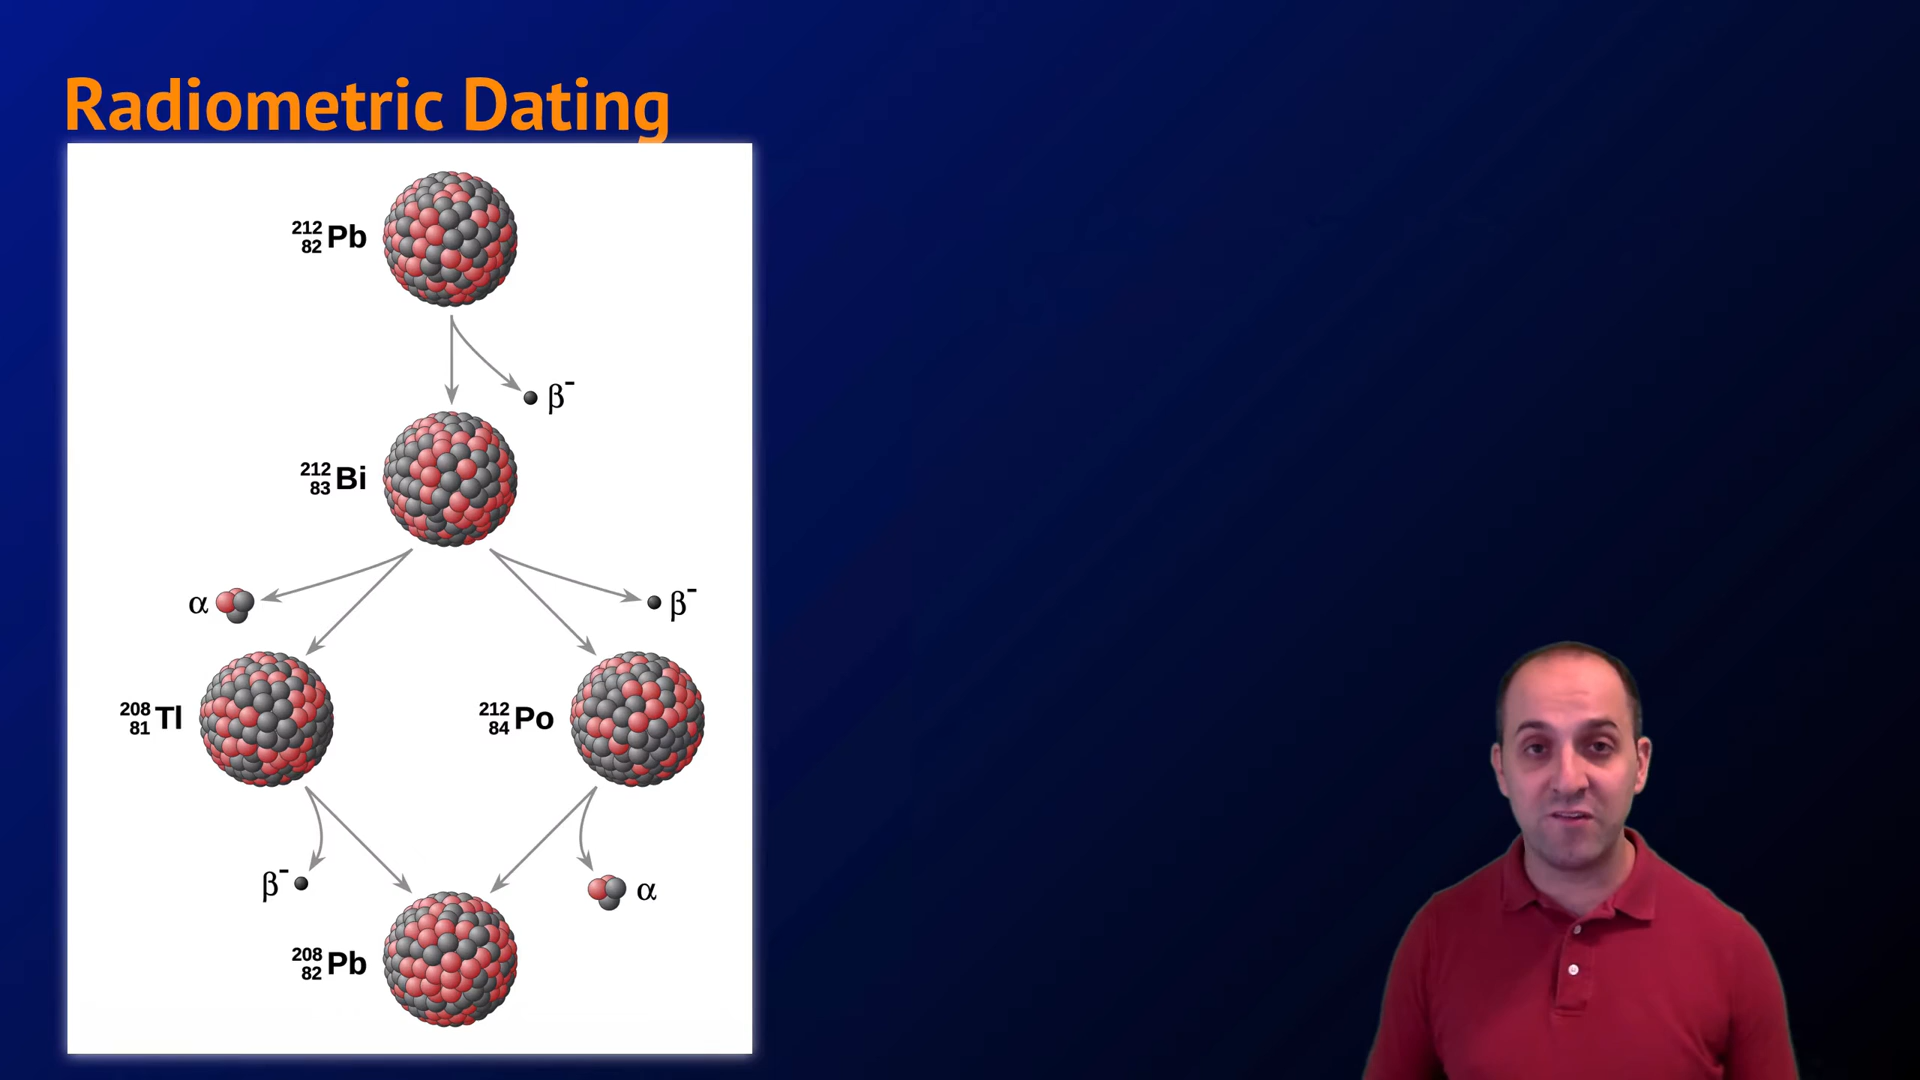 Radiometric Dating
212
82 Pb
β-
212
83 Bi
α
β-
208
81 Tl
212
84 Po
β-
α
208
82 Pb